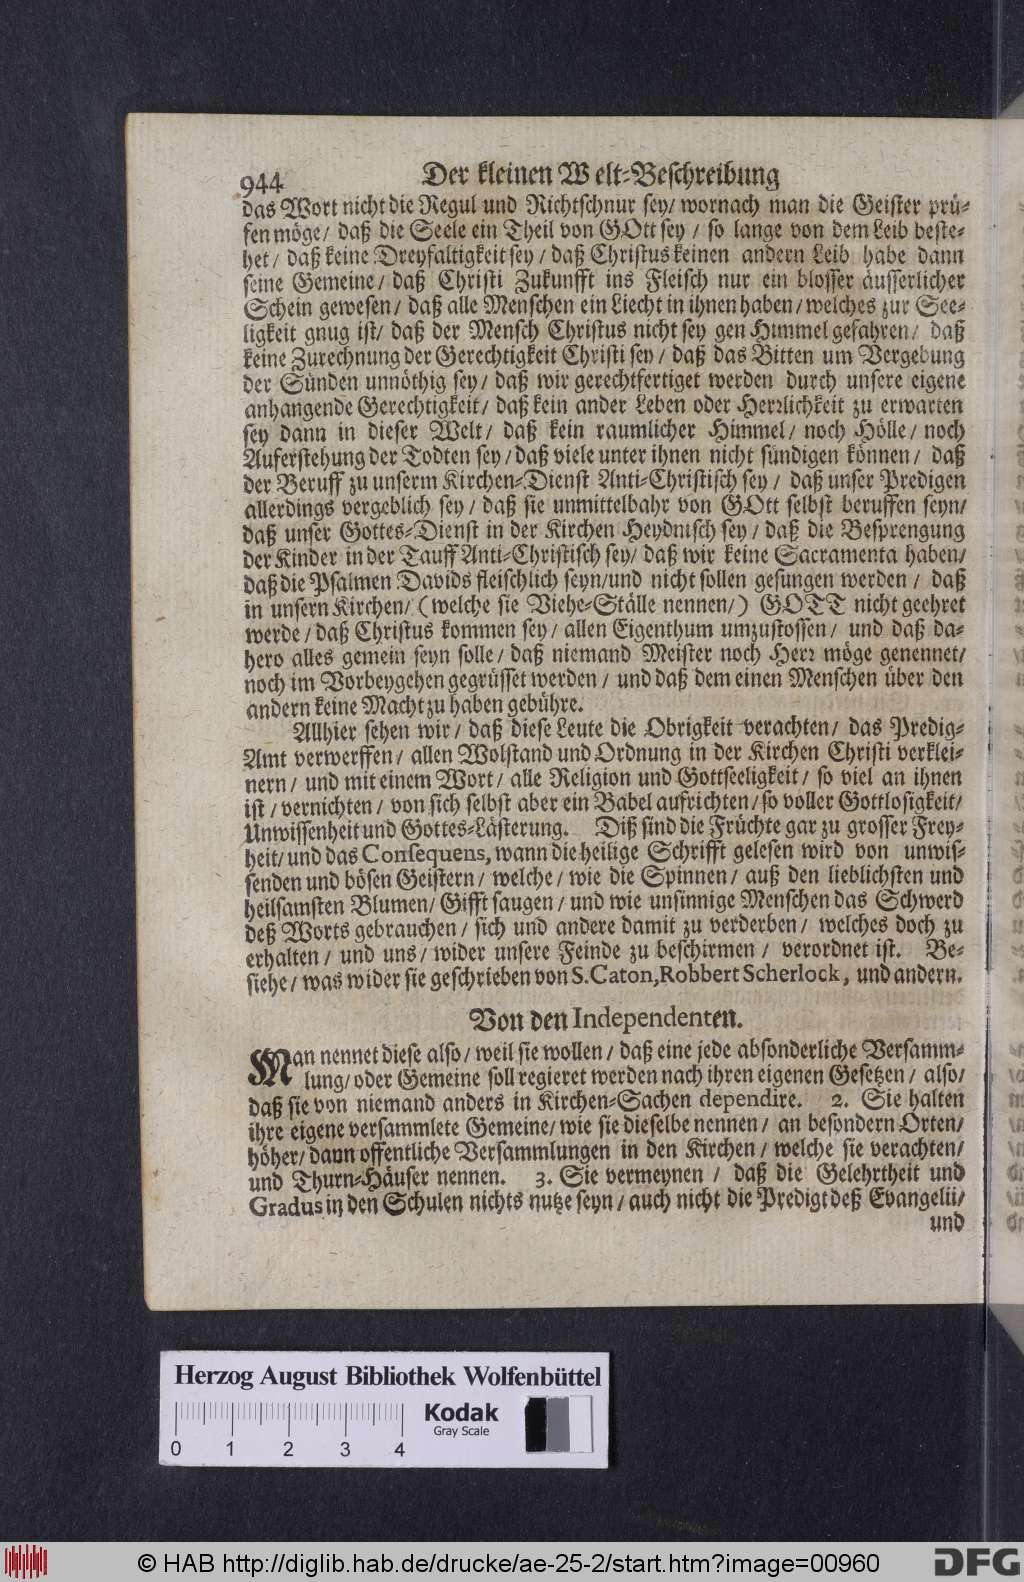 944
Der kleinen Welt-Beschreibung
das Wort nicht die Regul und Richtschnur sey/ wornach man die Geister prü-
fen möge/ daß die Seele ein Theil von GOtt sey/ so lange von dem Leib beste-
het/ daß keine Dreyfaltigkeit sey/ daß Christus keinen andern Leib habe dann
seine Gemeine/ daß Christi Zukunfft ins Fleisch nur ein blosser äusserlicher
Schein gewesen/ daß alle Menschen ein Liecht in ihnen haben/ welches zur See-
ligkeit gnug ist/ daß der Mensch Christus nicht sey gen Himmel gefahren/ daß
keine Zurechnung der Gerechtigkeit Christi sey/ daß das Bitten um Vergebung
der Sünden unnöthig sey/ daß wir gerechtfertiget werden durch unsere eigene
anhangende Gerechtigkeit/ daß kein ander Leben oder Herrlichkeit zu erwarten
sey dann in dieser Welt/ daß kein raumlicher Himmel/ noch Hölle/ noch
Auferstehung der Todten sey/ daß viele unter ihnen nicht sündigen können/ daß
der Beruff zu unserm Kirchen-Dienst Anti-Christisch sey/ daß unser Predigen
allerdings vergeblich sey/ daß sie unmittelbahr von GOtt selbst beruffen seyn/
daß unser Gottes-Dienst in der Kirchen Heydnisch sey/ daß die Besprengung
der Kinder in der Tauff Anti-Christisch sey/ daß wir keine Sacramenta haben/
daß die Psalmen Davids fleischlich seyn/ und nicht sollen gesungen werden/ daß
in unsern Kirchen/ (welche sie Viehe-Ställe nennen/) GOTT nicht geehret
werde/ daß Christus kommen sey/ allen Eigenthum umzustossen/ und daß da-
hero alles gemein seyn solle/ daß niemand Meister noch Herr möge genennet/
noch im Vorbeygehen gegrüsset werden/ und daß dem einen Menschen über den
andern keine Macht zu haben gebühre.
Allhier sehen wir/ daß diese Leute die Obrigkeit verachten/ das Predig-
Amt verwerffen/ allen Wolstand und Ordnung in der Kirchen Christi verklei-
nern/ und mit einem Wort/ alle Religion und Gottseeligkeit/ so viel an ihnen
ist/ vernichten/ von sich selbst aber ein Babel aufrichten/ so voller Gottlosigkeit/
Unwissenheit und Gottes-Lästerung. Diß sind die Früchte gar zu grosser Frey-
heit/ und das Consequens, wann die heilige Schrifft gelesen wird von unwis-
senden und bösen Geistern/ welche/ wie die Spinnen/ auß den lieblichsten und
heilsamsten Blumen/ Gifft saugen/ und wie unsinnige Menschen das Schwerd
deß Worts gebrauchen/ sich und andere damit zu verderben/ welches doch zu
erhalten/ und uns/ wider unsere Feinde zu beschirmen/ verordnet ist. Be-
siehe/ was wider sie geschrieben von S. Caton, Robbert Scherlock, und andern.
Von den Independenten.
Man nennet diese also/ weil sie wollen/ daß eine jede absonderliche Versamm-
lung/ oder Gemeine soll regieret werden nach ihren eigenen Gesetzen/ also/
daß sie von niemand anders in Kirchen-Sachen dependire. 2. Sie halten
ihre eigene versammlete Gemeine/ wie sie dieselbe nennen/ an besondern Orten/
höher/ dann offentliche Versammlungen in den Kirchen/ welche sie verachten/
und Thurn-Häuser nennen. 3. Sie vermeynen/ daß die Gelehrtheit und
Gradus in den Schulen nichts nutze seyn/ auch nicht die Predigt deß Evangelii/
und
Herzog August Bibliothek Wolfenbüttel
Kodak
Gray Scale
0 1 2 3 4
© HAB http://diglib.hab.de/drucke/ae-25-2/start.htm?image=00960
DFG